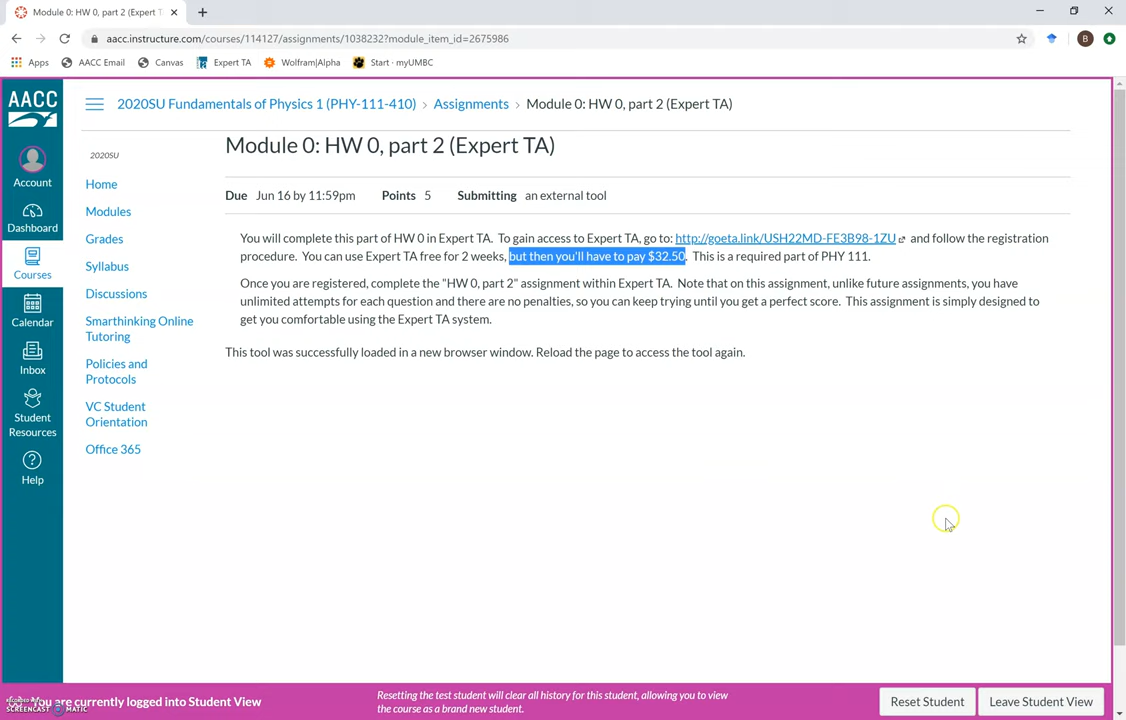 Module 0: HW 0, part 2 (Expert T
aacc.instructure.com/courses/114127/assignments/1038232?module_item_id=2675986
B
Apps AACC Email Canvas Expert TA Wolfram|Alpha Start · myUMBC
AACC
Account
Dashboard
Courses
Calendar
Inbox
Student
Resources
Help
2020SU Fundamentals of Physics 1 (PHY-111-410) › Assignments › Module 0: HW 0, part 2 (Expert TA)
2020SU
Home
Modules
Grades
Syllabus
Discussions
Smarthinking Online
Tutoring
Policies and
Protocols
VC Student
Orientation
Office 365
Module 0: HW 0, part 2 (Expert TA)
Due Jun 16 by 11:59pm Points 5 Submitting an external tool
You will complete this part of HW 0 in Expert TA. To gain access to Expert TA, go to: http://goeta.link/USH22MD-FE3B98-1ZU and follow the registration
procedure. You can use Expert TA free for 2 weeks, but then you'll have to pay $32.50. This is a required part of PHY 111.
Once you are registered, complete the "HW 0, part 2" assignment within Expert TA. Note that on this assignment, unlike future assignments, you have
unlimited attempts for each question and there are no penalties, so you can keep trying until you get a perfect score. This assignment is simply designed to
get you comfortable using the Expert TA system.
This tool was successfully loaded in a new browser window. Reload the page to access the tool again.
You are currently logged into Student View
SCREENCAST MATIC
Resetting the test student will clear all history for this student, allowing you to view
the course as a brand new student.
Reset Student
Leave Student View